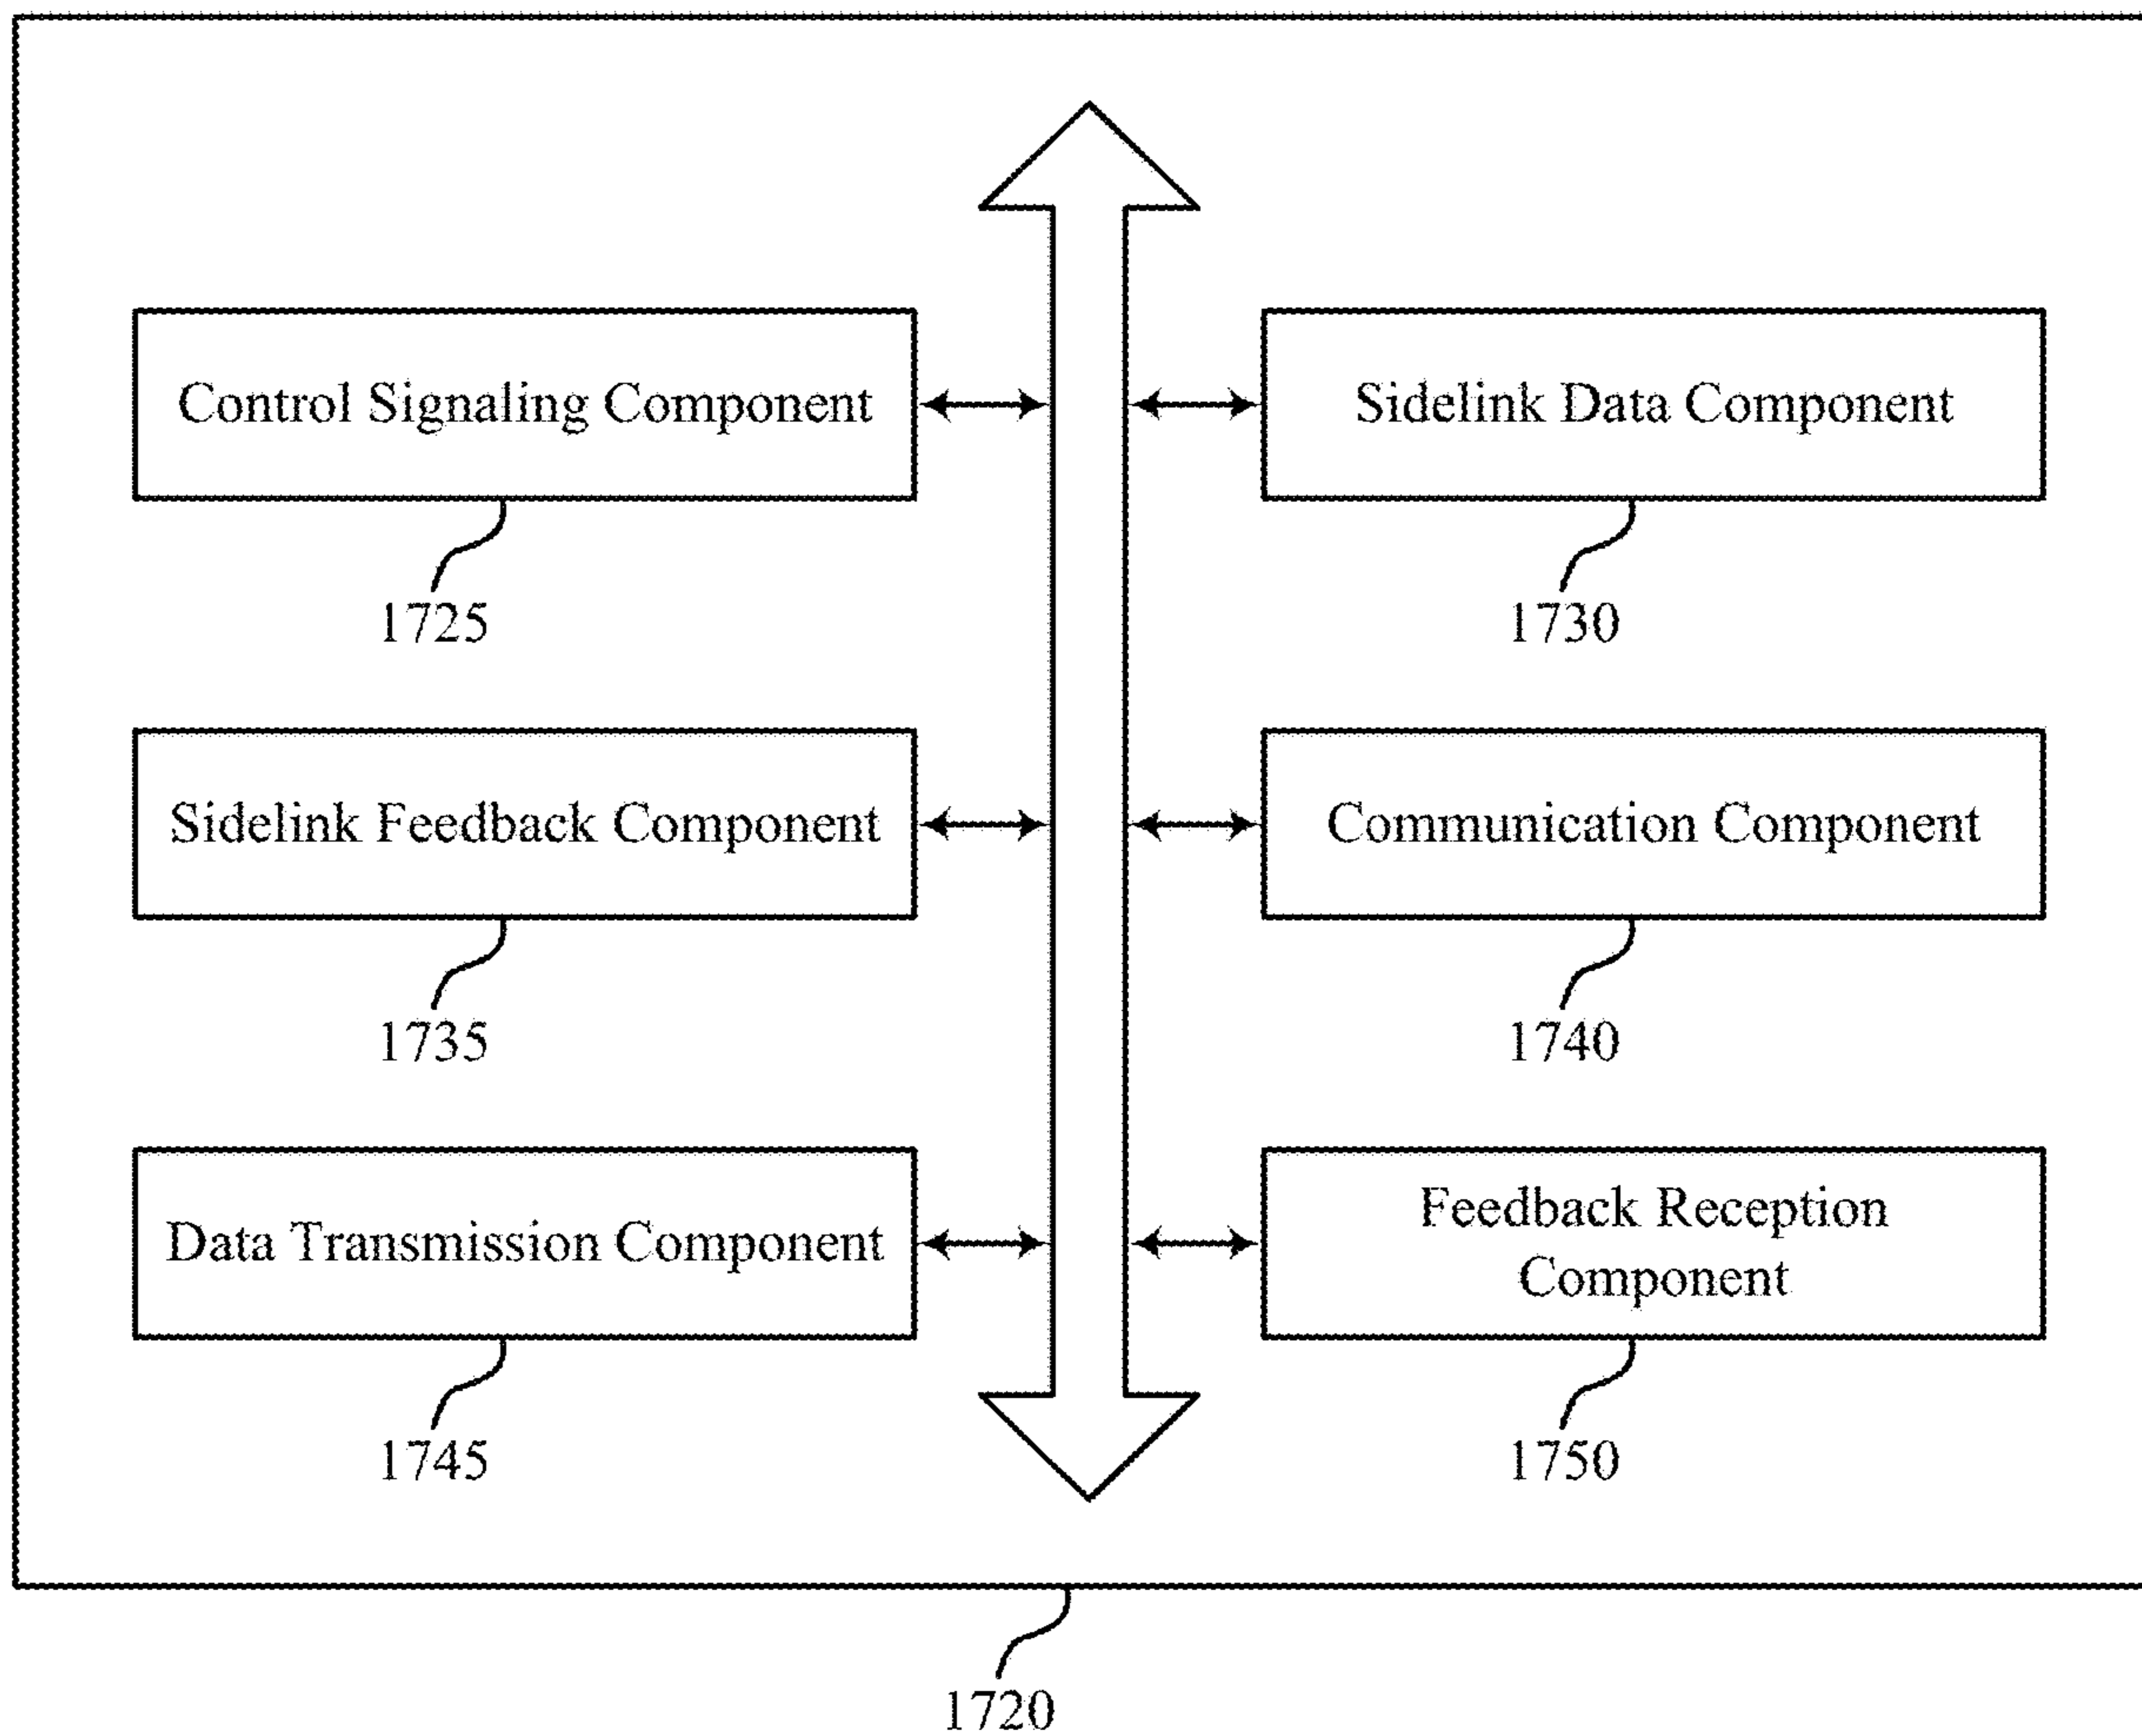 Control Signaling Component
1725
Sidelink Data Component
1730
Sidelink Feedback Component
1735
Communication Component
1740
Data Transmission Component
1745
Feedback Reception
Component
1750
1720